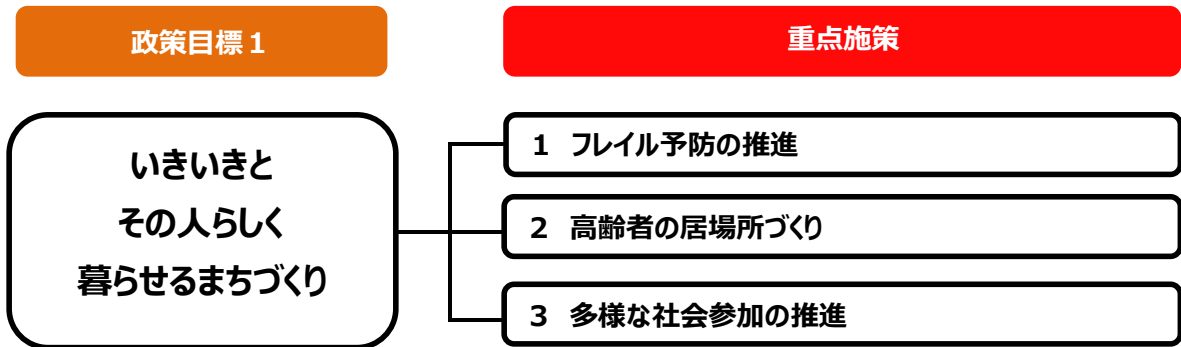 政策目標１
重点施策
いきいきと
その人らしく
暮らせるまちづくり
1 フレイル予防の推進
2 高齢者の居場所づくり
3 多様な社会参加の推進